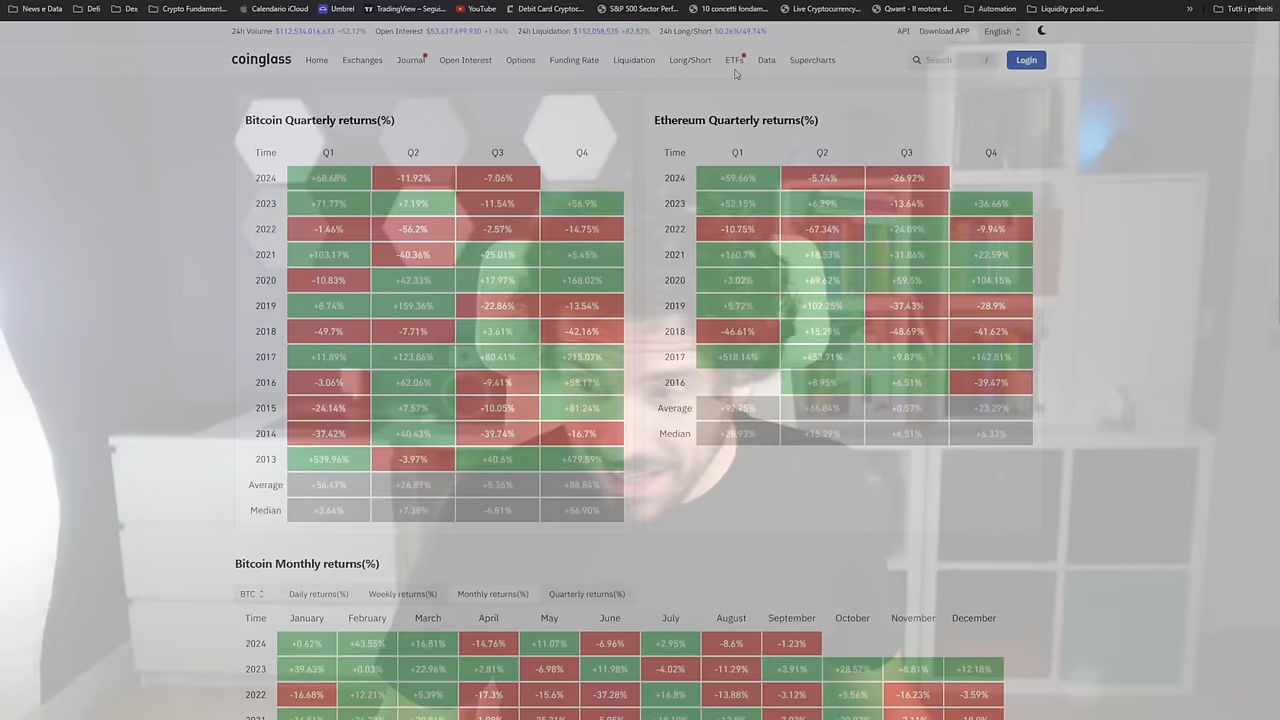 News e Data Defi Dex Crypto Fundament... Calendario iCloud Umbrel TradingView – Segui... YouTube Debit Card Cryptoc... S&P 500 Sector Perf... 10 concetti fondam... Live Cryptocurrency... Qwant - Il motore d... Automation Liquidity pool and... » Tutti i preferiti
24h Volume $112,534,016,633 +52.12% Open Interest $53,637,699,930 +1.34% 24h Liquidation $152,058,535 +82.82% 24h Long/Short 50.26%/49.74% API Download APP English
coinglass Home Exchanges Journal Open Interest Options Funding Rate Liquidation Long/Short ETFs Data Supercharts Search / Login
Bitcoin Quarterly returns(%) Ethereum Quarterly returns(%)
Time Q1 Q2 Q3 Q4 Time Q1 Q2 Q3 Q4
2024 +68.68% -11.92% -7.06% 2024 +59.66% -5.74% -26.92%
2023 +71.77% +7.19% -11.54% +56.9% 2023 +52.15% +6.29% -13.64% +36.66%
2022 -1.46% -56.2% -2.57% -14.75% 2022 -10.75% -67.34% +24.09% -9.94%
2021 +103.17% -40.36% +25.01% +5.45% 2021 +160.7% +18.53% +31.86% +22.59%
2020 -10.83% +42.33% +17.97% +168.02% 2020 +3.02% +69.62% +59.5% +104.15%
2019 +8.74% +159.36% -22.86% -13.54% 2019 +5.72% +102.25% -37.43% -28.9%
2018 -49.7% -7.71% +3.61% -42.16% 2018 -46.61% +15.29% -48.69% -41.62%
2017 +11.89% +123.86% +80.41% +215.07% 2017 +518.14% +453.71% +9.87% +142.81%
2016 -3.06% +62.06% -9.41% +58.17% 2016 +8.95% +6.51% -39.47%
2015 -24.14% +7.57% -10.05% +81.24% Average +92.75% +66.84% +0.57% +23.29%
2014 -37.42% +40.43% -39.74% -16.7% Median +28.93% +15.29% +6.51% +6.33%
2013 +539.96% -3.97% +40.6% +479.59%
Average +56.47% +26.89% +5.36% +88.84%
Median +3.64% +7.38% -4.81% +56.90%
Bitcoin Monthly returns(%)
BTC Daily returns(%) Weekly returns(%) Monthly returns(%) Quarterly returns(%)
Time January February March April May June July August September October November December
2024 +0.62% +43.55% +16.81% -14.76% +11.07% -6.96% +2.95% -8.6% -1.23%
2023 +39.63% +0.03% +22.96% +2.81% -6.98% +11.98% -4.02% -11.29% +3.91% +28.52% +8.81% +12.18%
2022 -16.68% +12.21% +5.39% -17.3% -15.6% -37.28% +16.8% -13.88% -3.12% +5.56% -16.23% -3.59%